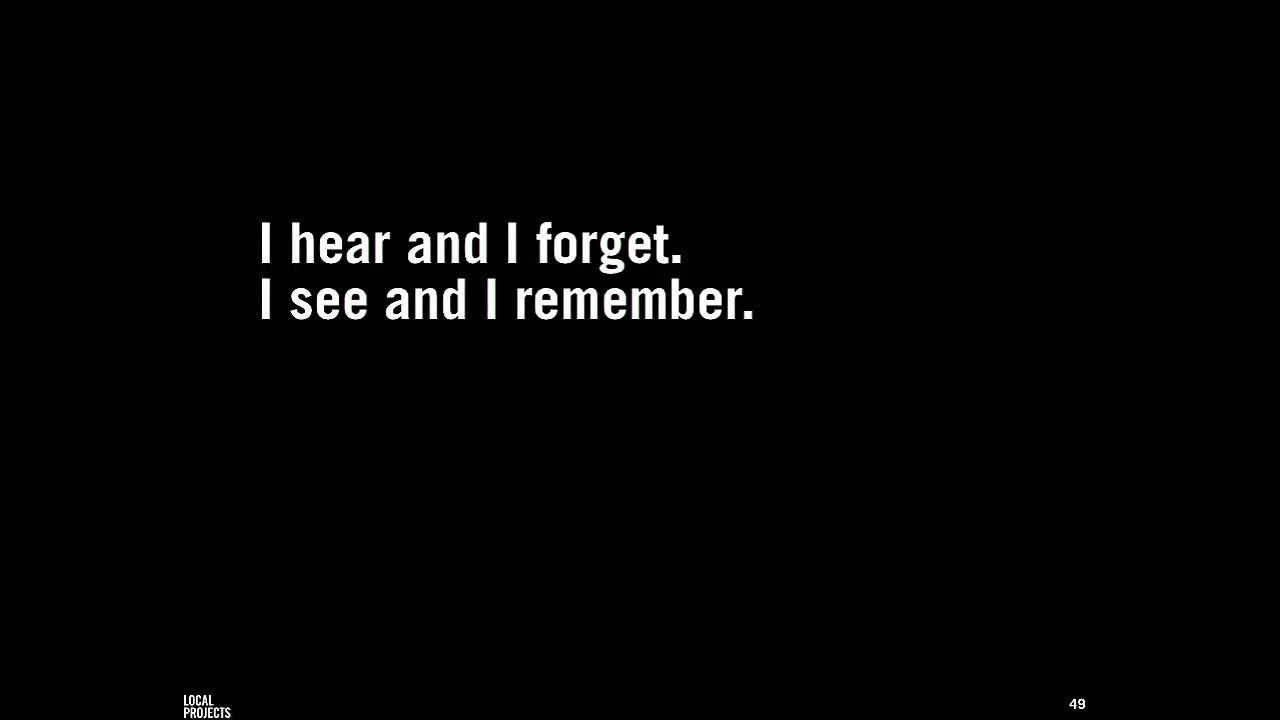 I hear and I forget.
I see and I remember.
LOCAL
PROJECTS
49